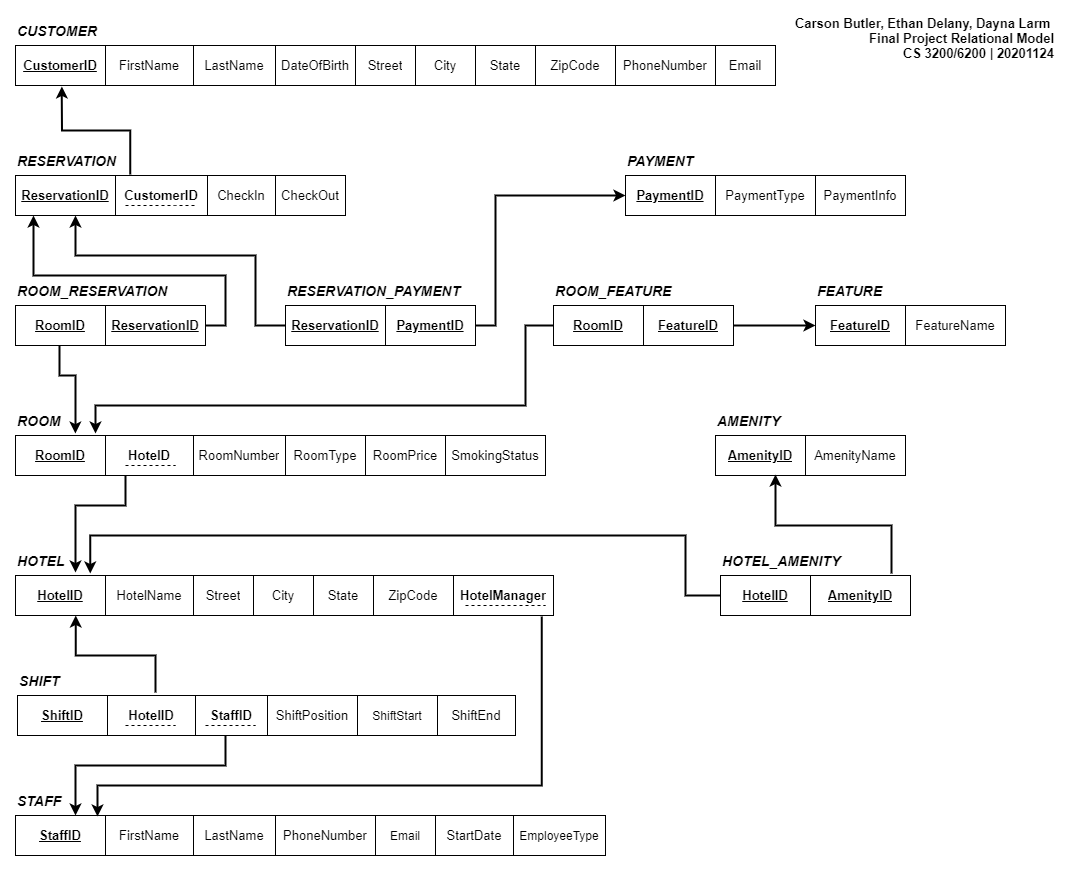 Carson Butler, Ethan Delany, Dayna Larm
Final Project Relational Model
CS 3200/6200 | 20201124
CUSTOMER
CustomerID FirstName LastName DateOfBirth Street City State ZipCode PhoneNumber Email
RESERVATION
ReservationID CustomerID CheckIn CheckOut
PAYMENT
PaymentID PaymentType PaymentInfo
ROOM_RESERVATION
RoomID ReservationID
RESERVATION_PAYMENT
ReservationID PaymentID
ROOM_FEATURE
RoomID FeatureID
FEATURE
FeatureID FeatureName
ROOM
RoomID HotelD RoomNumber RoomType RoomPrice SmokingStatus
AMENITY
AmenityID AmenityName
HOTEL
HotelID HotelName Street City State ZipCode HotelManager
HOTEL_AMENITY
HotelID AmenityID
SHIFT
ShiftID HotelID StaffID ShiftPosition ShiftStart ShiftEnd
STAFF
StaffID FirstName LastName PhoneNumber Email StartDate EmployeeType